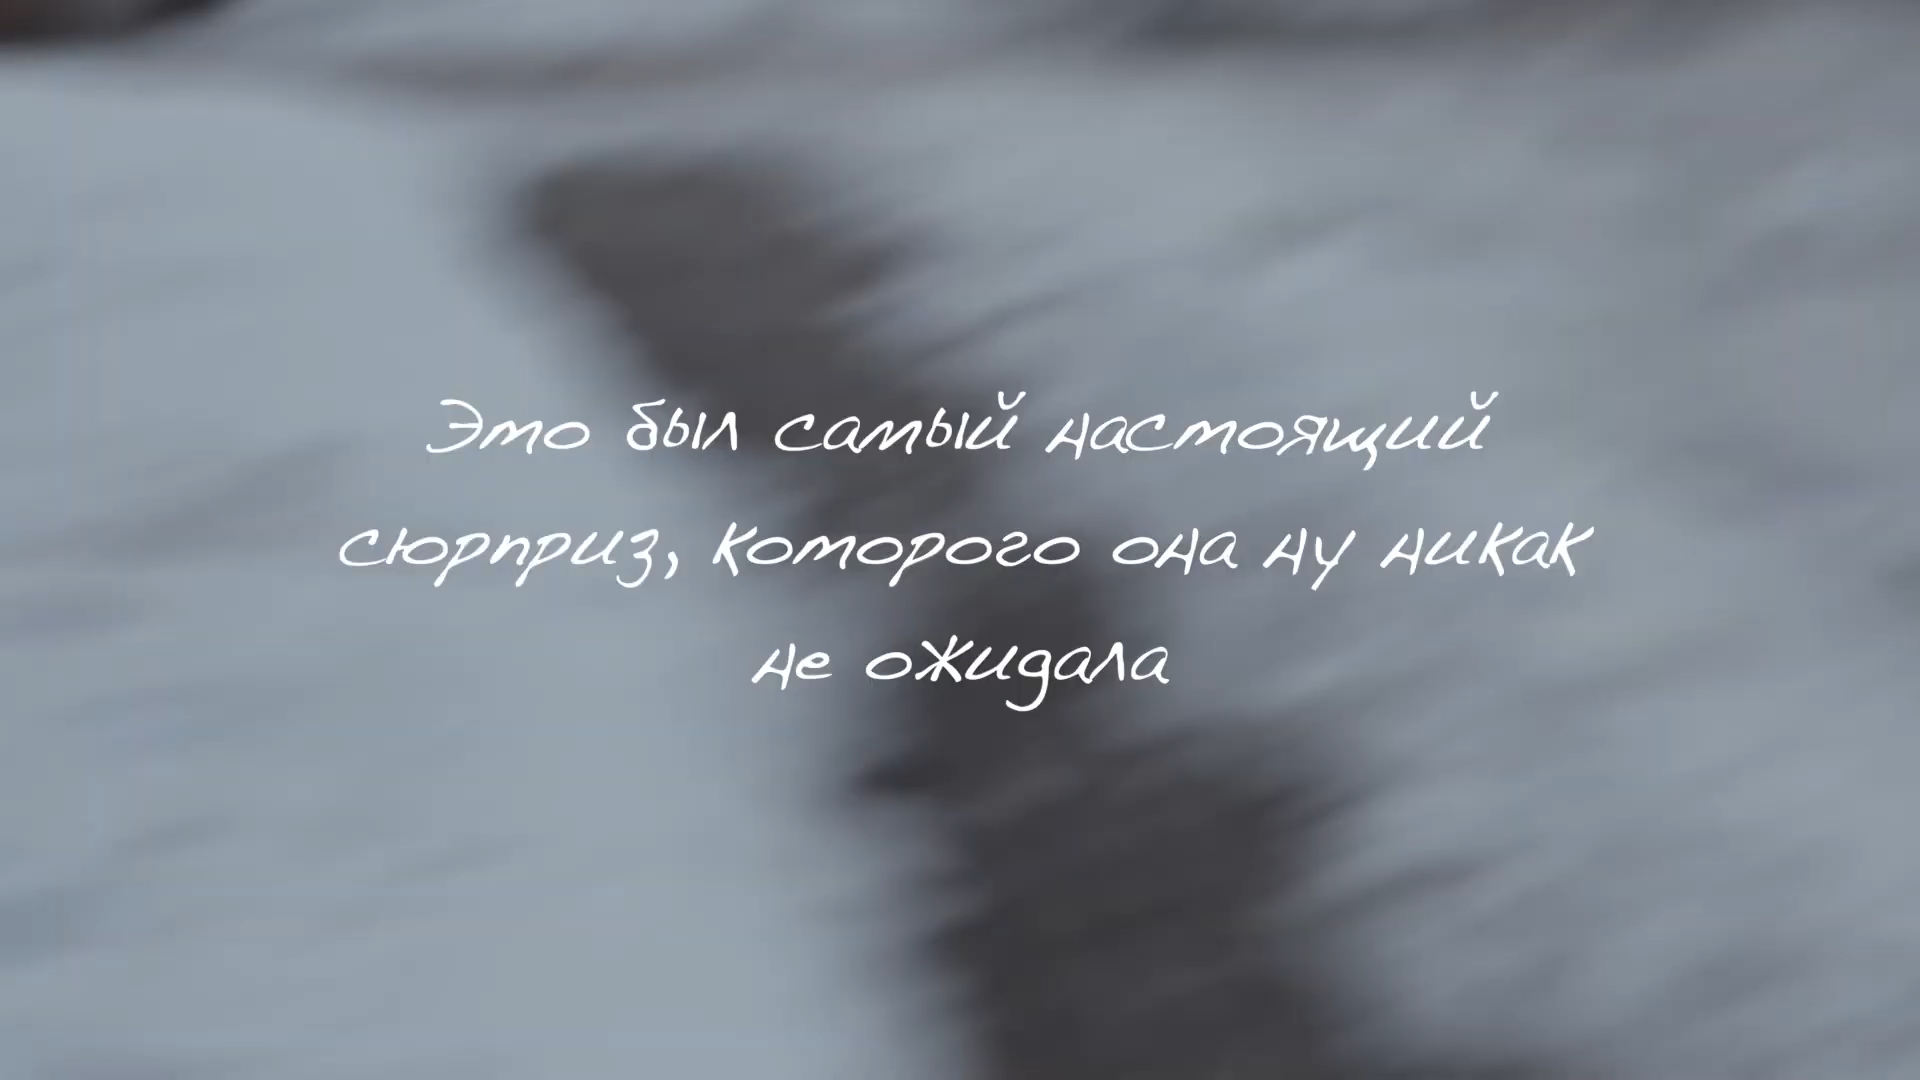 Это был самый настоящий
сюрприз, которого она ну никак
не ожидала